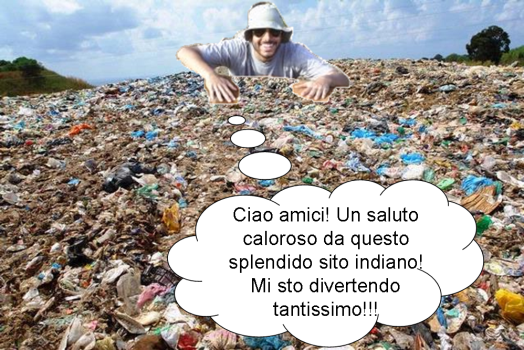 Ciao amici! Un saluto
caloroso da questo
splendido sito indiano!
Mi sto divertendo
tantissimo!!!